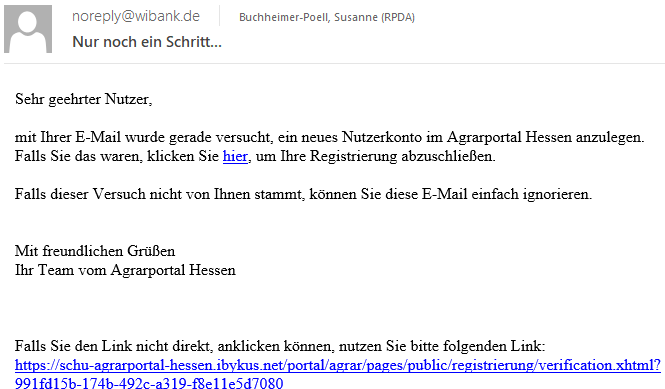 noreply@wibank.de
Buchheimer-Poell, Susanne (RPDA)
Nur noch ein Schritt...
Sehr geehrter Nutzer,
mit Ihrer E-Mail wurde gerade versucht, ein neues Nutzerkonto im Agrarportal Hessen anzulegen.
Falls Sie das waren, klicken Sie hier, um Ihre Registrierung abzuschließen.
Falls dieser Versuch nicht von Ihnen stammt, können Sie diese E-Mail einfach ignorieren.
Mit freundlichen Grüßen
Ihr Team vom Agrarportal Hessen
Falls Sie den Link nicht direkt, anklicken können, nutzen Sie bitte folgenden Link:
https://schu-agrarportal-hessen.ibykus.net/portal/agrar/pages/public/registrierung/verification.xhtml?
991fd15b-174b-492c-a319-f8e11e5d7080